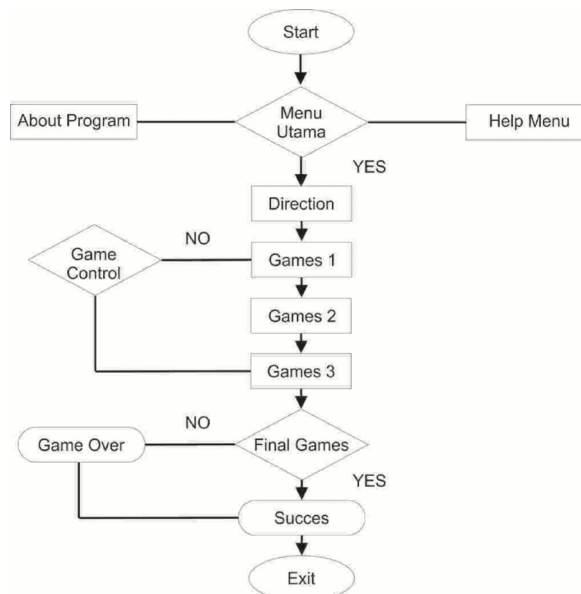 Start
Menu
Utama
About Program
Help Menu
YES
Direction
NO
Game
Control
Games 1
Games 2
Games 3
NO
Game Over
Final Games
YES
Succes
Exit